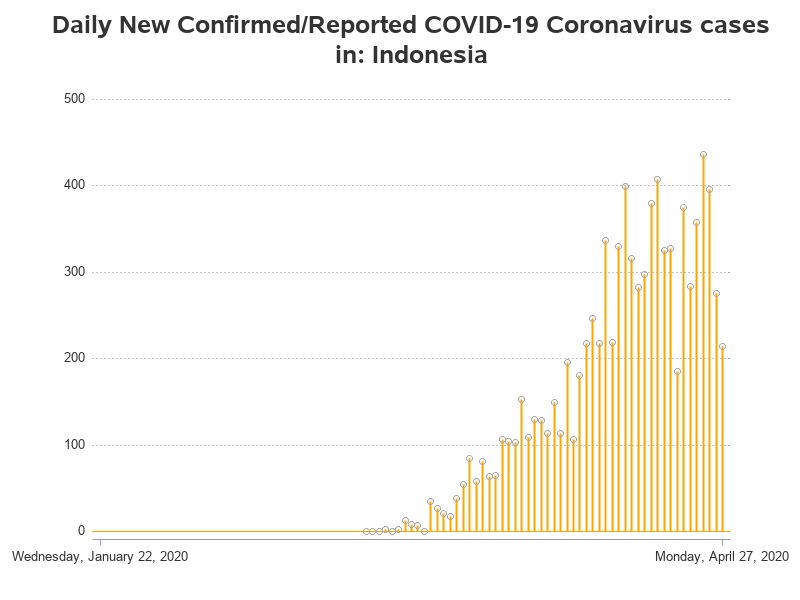 Daily New Confirmed/Reported COVID-19 Coronavirus cases
in: Indonesia
500
400
300
200
100
0
Wednesday, January 22, 2020
Monday, April 27, 2020